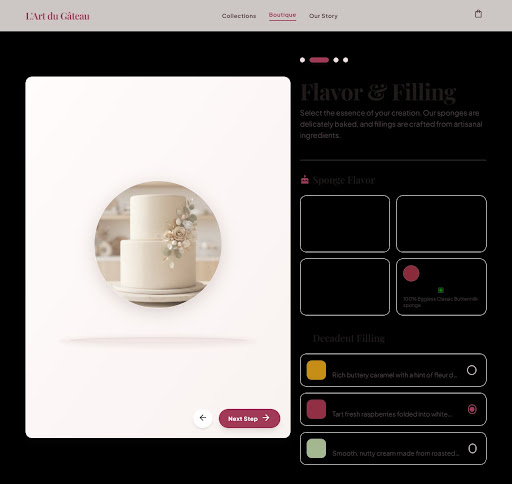 L'Art du Gâteau
Collections
Boutique
Our Story
Flavor & Filling
Select the essence of your creation. Our sponges are
delicately baked, and fillings are crafted from artisanal
ingredients.
Sponge Flavor
100% Eggless Classic Buttermilk
sponge
Decadent Filling
Rich buttery caramel with a hint of fleur d...
Tart fresh raspberries folded into white...
Smooth, nutty cream made from roasted...
Next Step